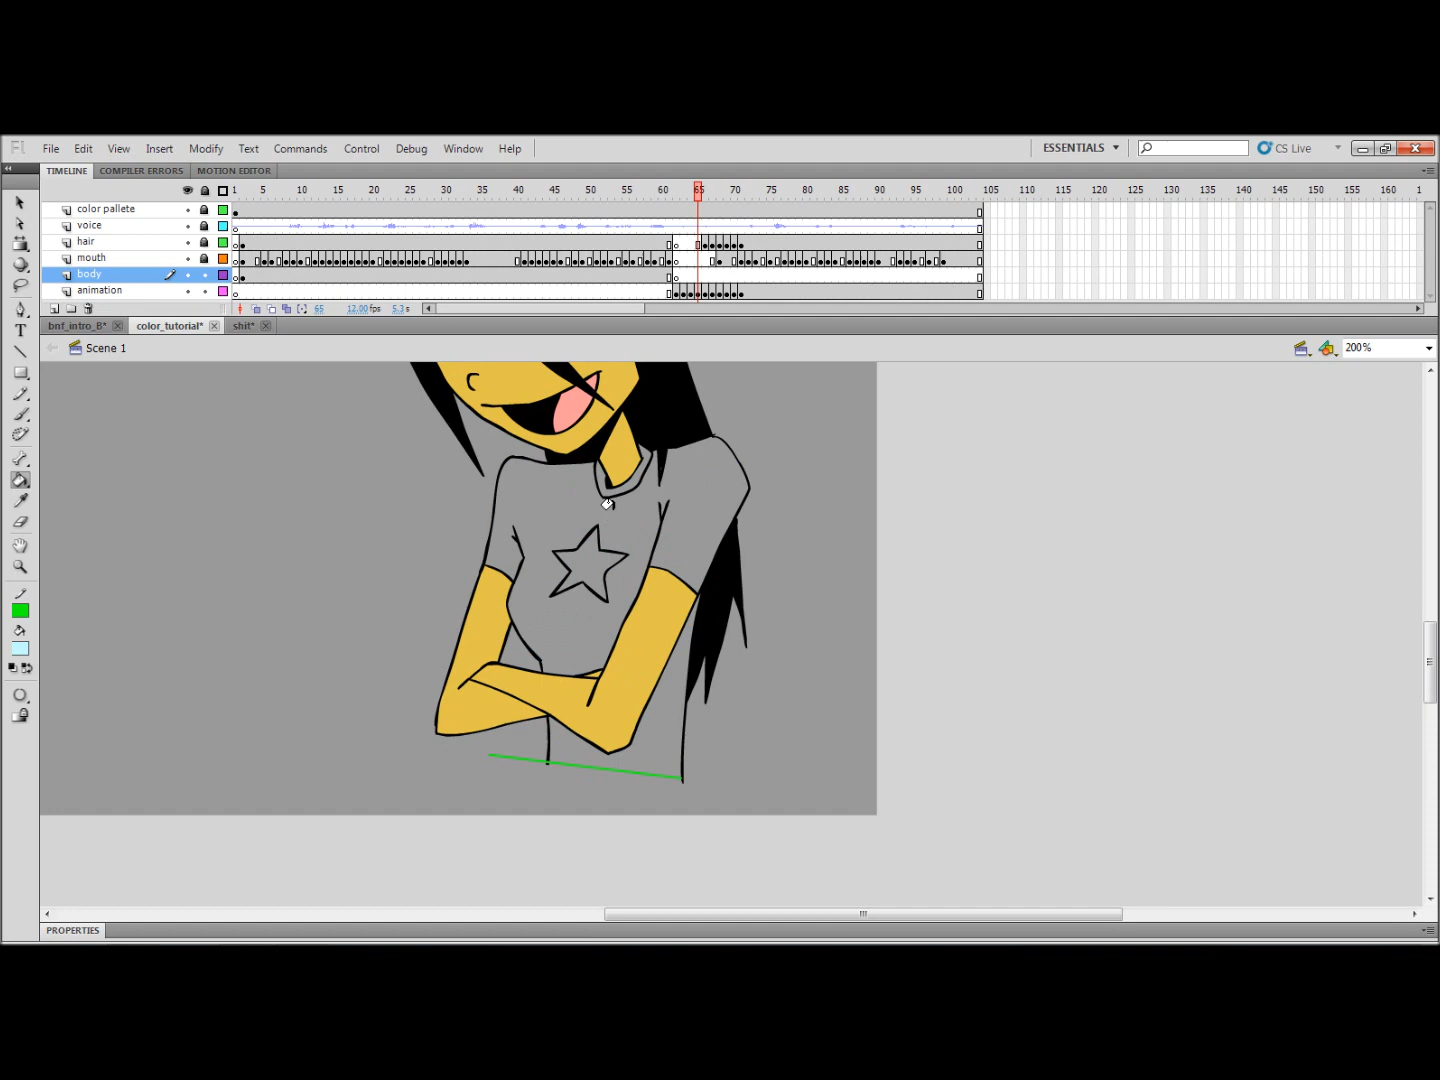 Fl File Edit View Insert Modify Text Commands Control Debug Window Help ESSENTIALS CS Live
TIMELINE COMPILER ERRORS MOTION EDITOR
1 5 10 15 20 25 30 35 40 45 50 55 60 65 70 75 80 85 90 95 100 105 110 115 120 125 130 135 140 145 150 155 160 1
color pallete
voice
hair
mouth
body
animation
65 12.00 fps 5.3 s
bnf_intro_B* color_tutorial* shit*
Scene 1 200%
T
PROPERTIES